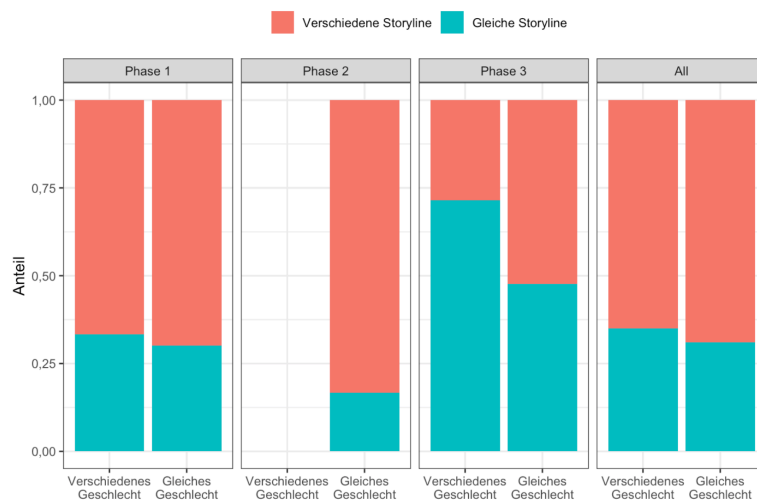 Verschiedene Storyline Gleiche Storyline
Phase 1 Phase 2 Phase 3 All
1,00
0,75
0,50
0,25
0,00
Anteil
Verschiedenes Gleiches Verschiedenes Gleiches Verschiedenes Gleiches Verschiedenes Gleiches
Geschlecht Geschlecht Geschlecht Geschlecht Geschlecht Geschlecht Geschlecht Geschlecht